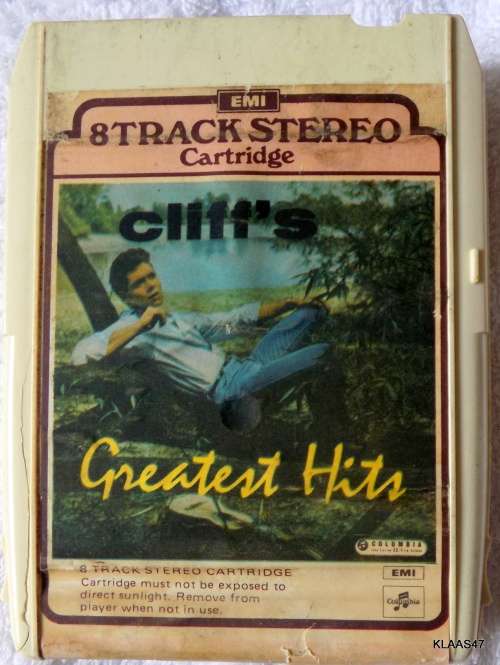 EMI
8 TRACK STEREO
Cartridge
cliff's
Greatest Hits
COLUMBIA
8 TRACK STEREO CARTRIDGE
Cartridge must not be exposed to
direct sunlight. Remove from
player when not in use.
EMI
Columbia
KLAAS47